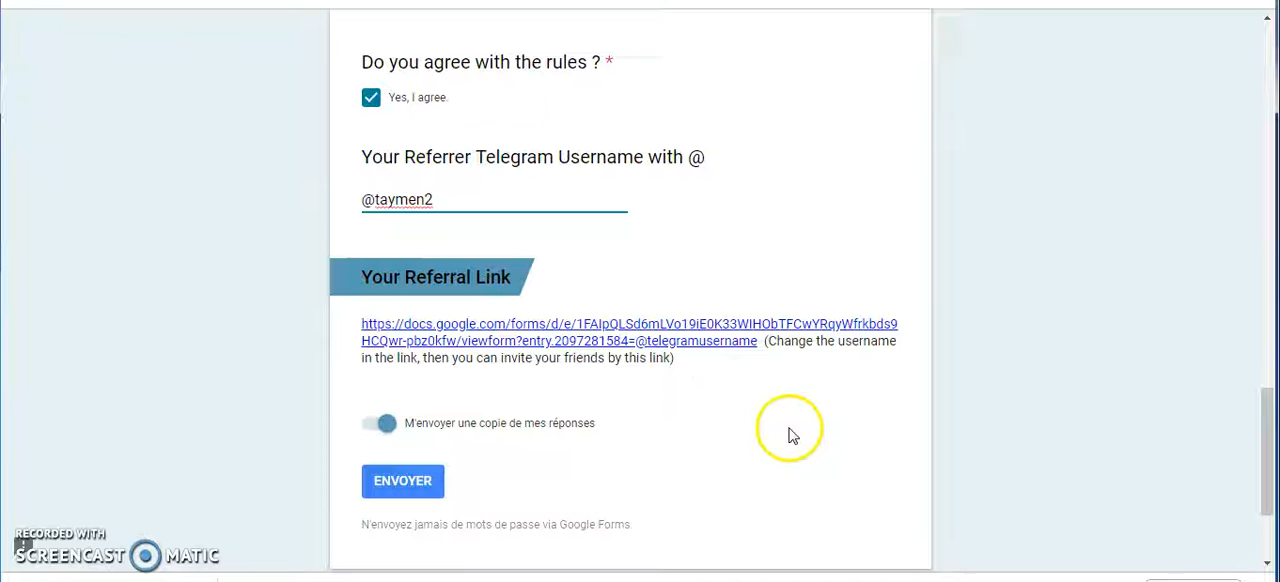 Do you agree with the rules ? *
Yes, I agree.
Your Referrer Telegram Username with @
@taymen2
Your Referral Link
https://docs.google.com/forms/d/e/1FAIpQLSd6mLVo19iE0K33WIHObTFCwYRqyWfrkbds9
HCQwr-pbz0kfw/viewform?entry.2097281584=@telegramusername (Change the username
in the link, then you can invite your friends by this link)
M'envoyer une copie de mes réponses
ENVOYER
N'envoyez jamais de mots de passe via Google Forms.
RECORDED WITH
SCREENCAST MATIC